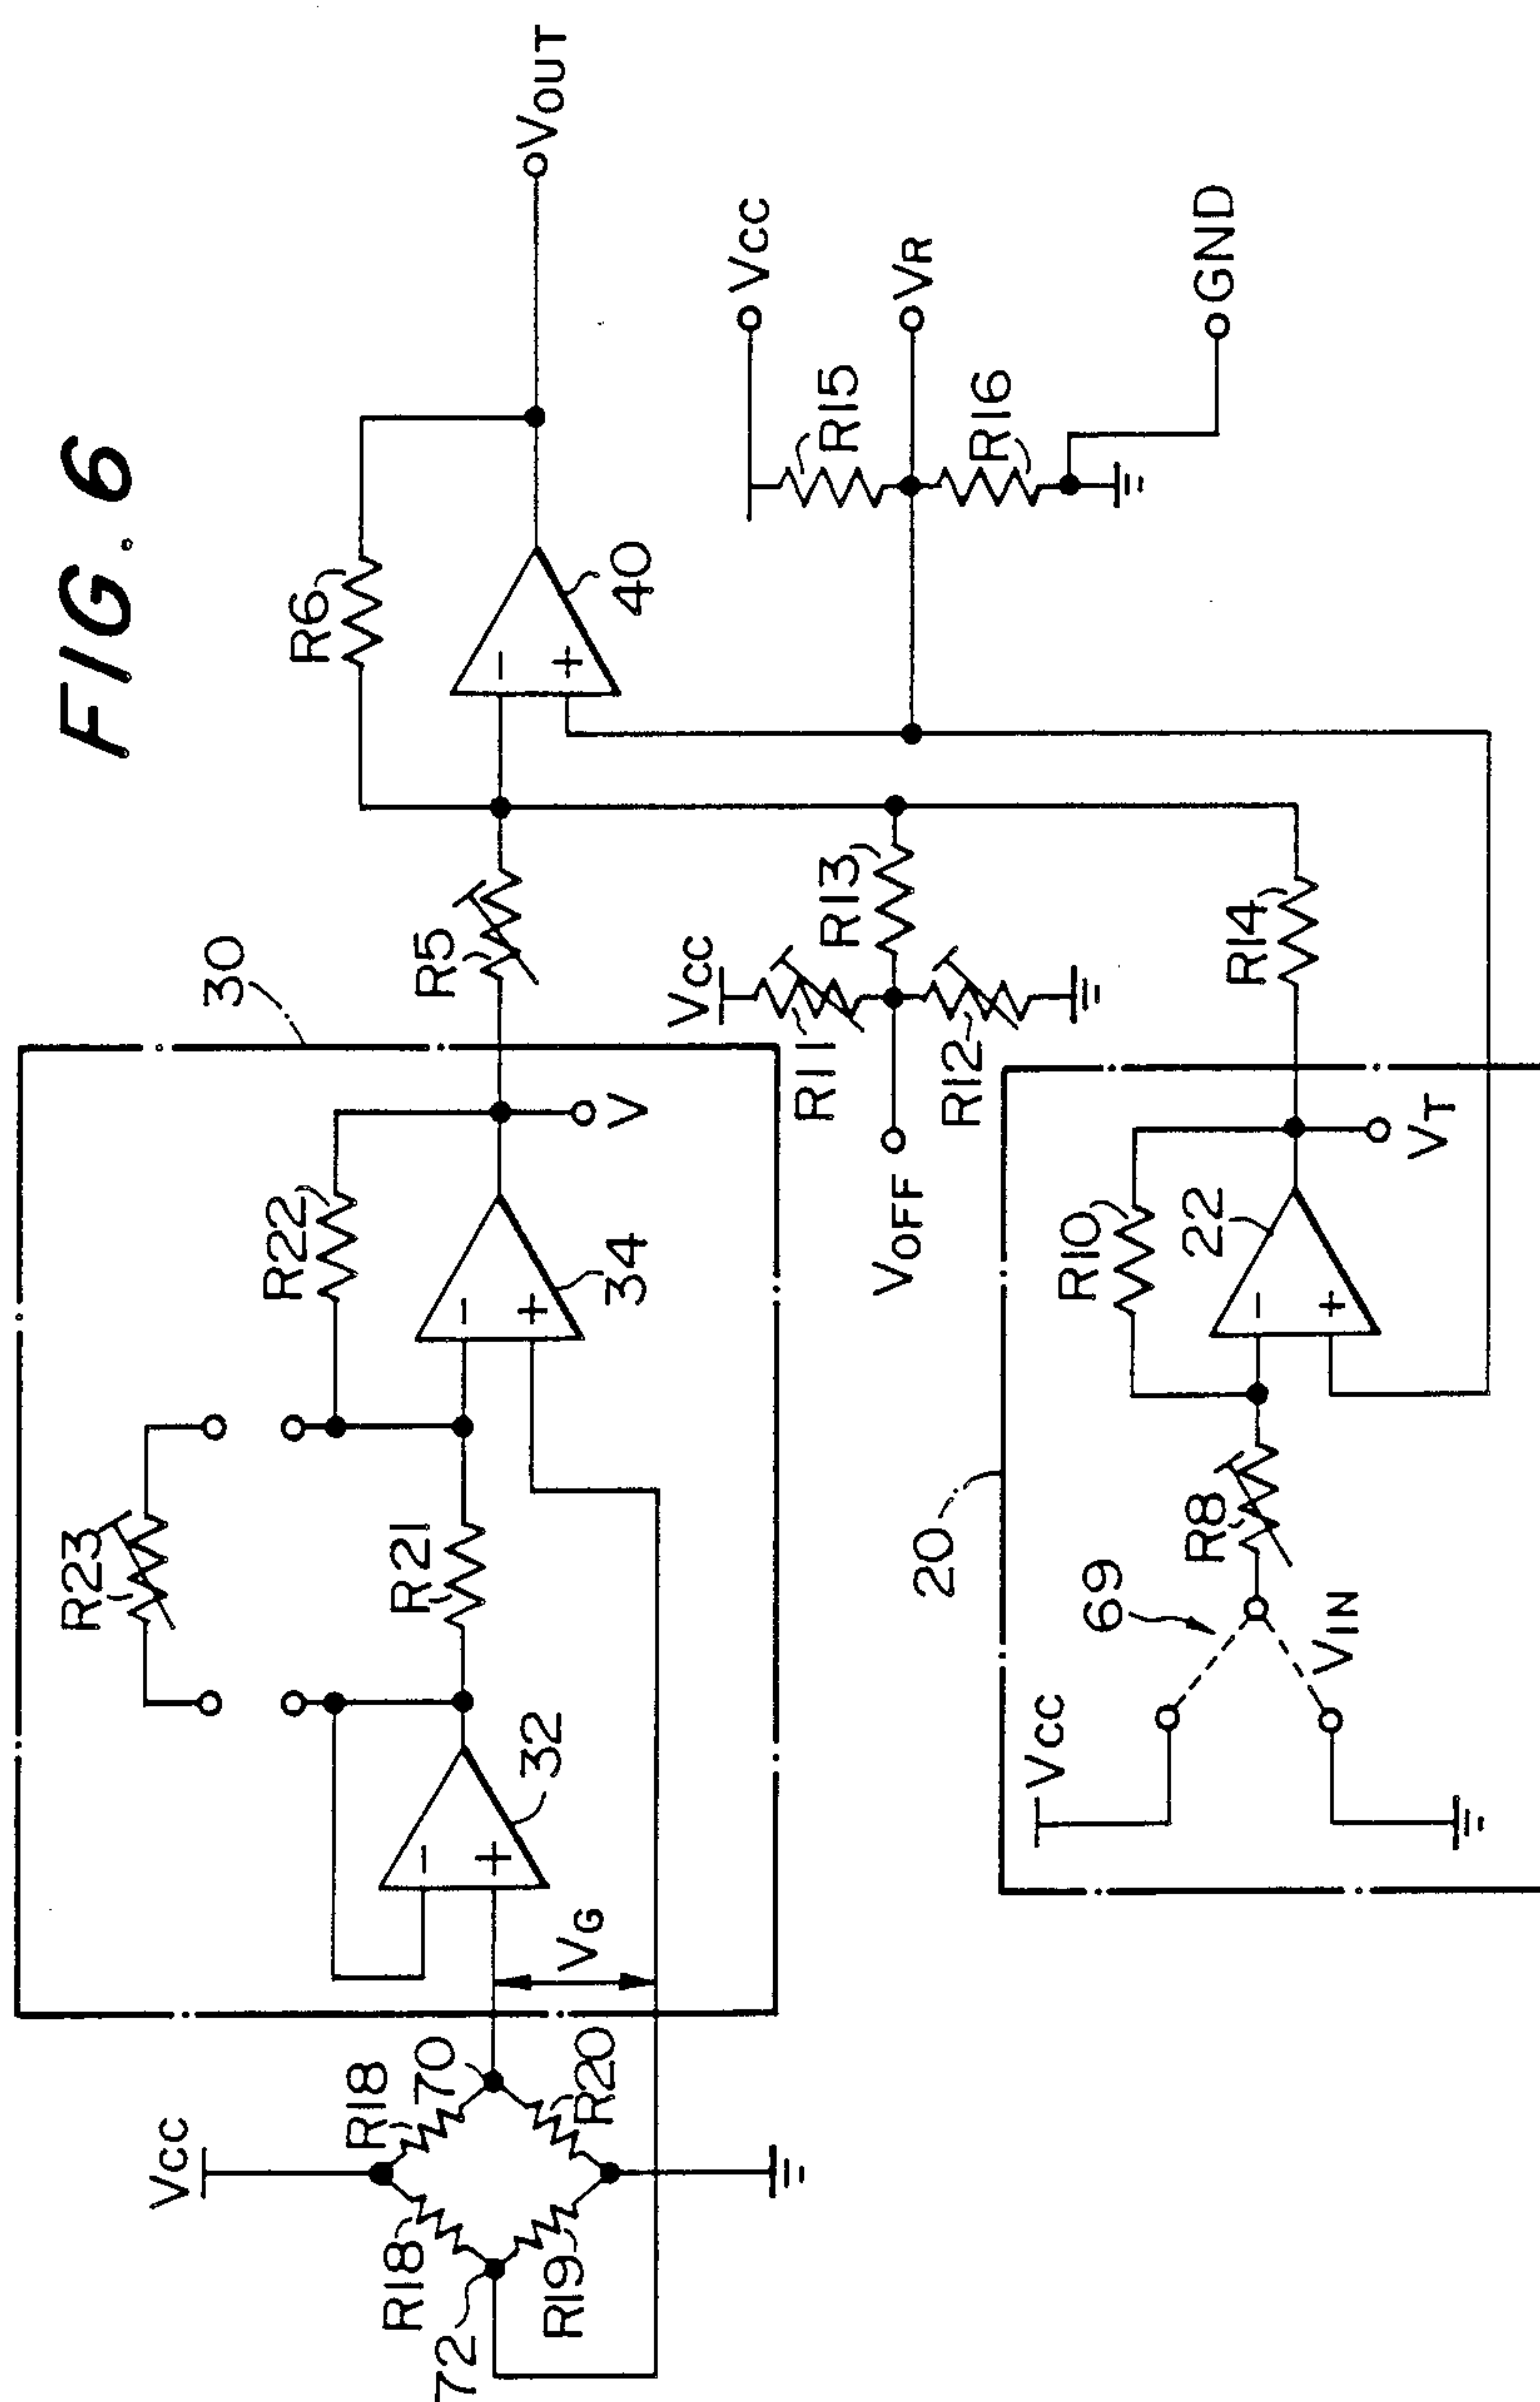 FIG. 6
30
R23
R22
R21
R5
R6
VOUT
32
34
V
40
VCC
R18
70
R18
72
R19
R20
VG
VCC
R11
R12
R13
VOFF
VCC
R15
VR
R16
GND
20
VCC
69
VIN
R8
R10
22
VT
R14